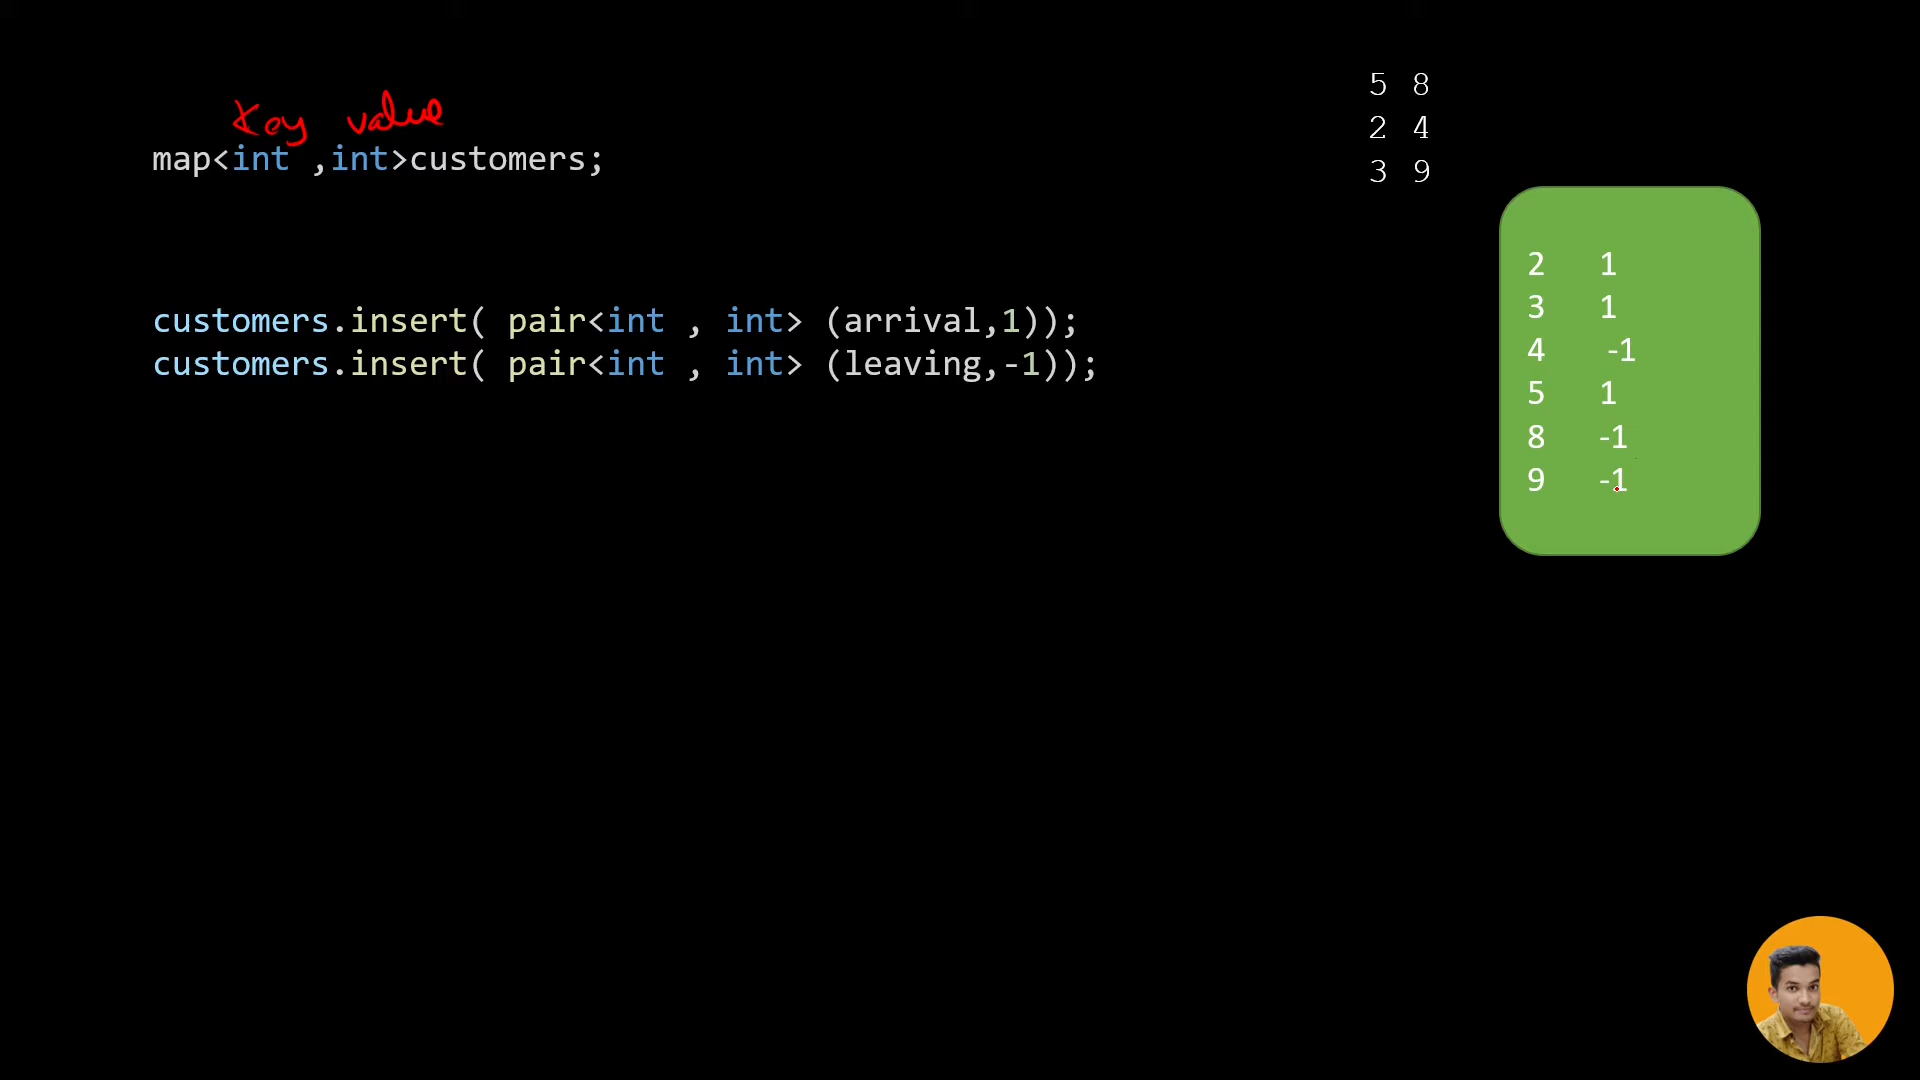 Key value
map<int ,int>customers;
customers.insert( pair<int , int> (arrival,1));
customers.insert( pair<int , int> (leaving,-1));
5 8
2 4
3 9
2 1
3 1
4 -1
5 1
8 -1
9 -1